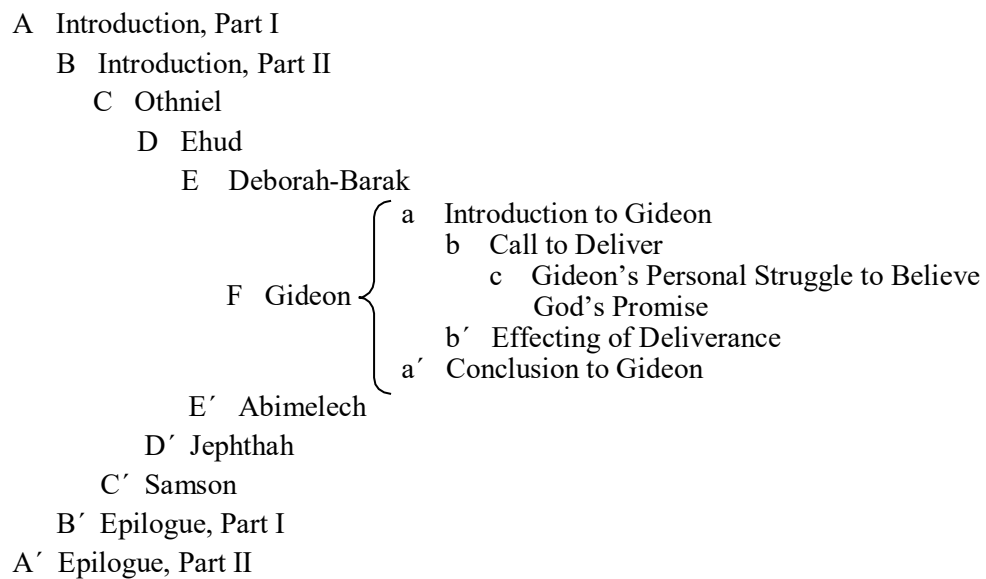 A Introduction, Part I
B Introduction, Part II
C Othniel
D Ehud
E Deborah-Barak
a Introduction to Gideon
b Call to Deliver
c Gideon’s Personal Struggle to Believe
F Gideon
God’s Promise
b´ Effecting of Deliverance
a´ Conclusion to Gideon
E´ Abimelech
D´ Jephthah
C´ Samson
B´ Epilogue, Part I
A´ Epilogue, Part II